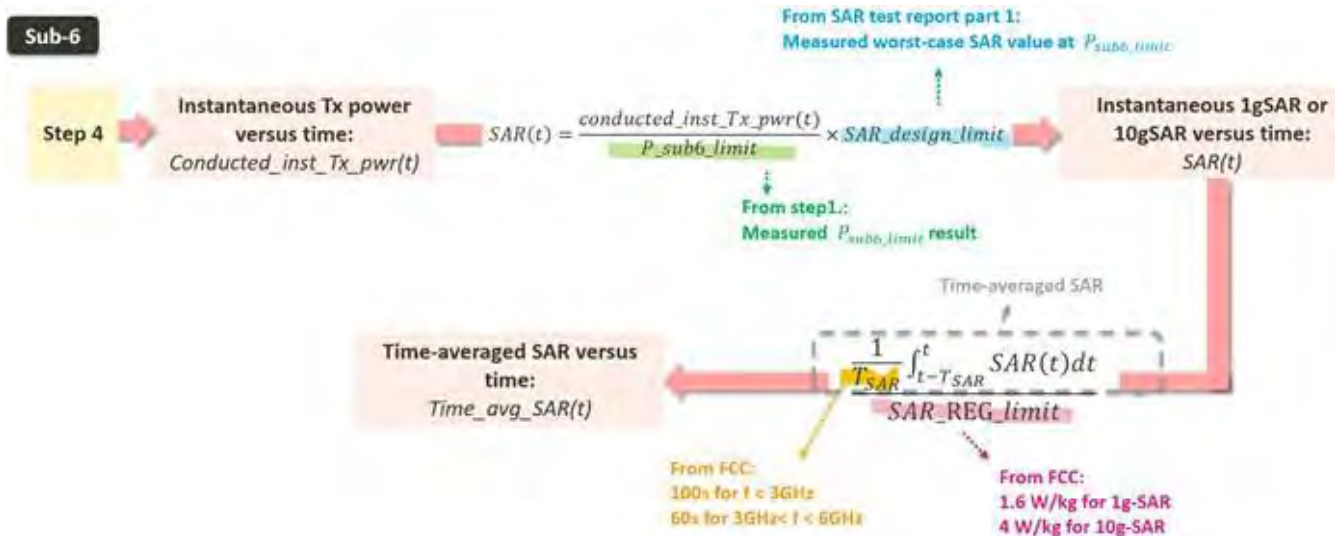 Sub-6
From SAR test report part 1:
Measured worst-case SAR value at P_sub6_limit
Step 4
Instantaneous Tx power
versus time:
Conducted_inst_Tx_pwr(t)
SAR(t) = conducted_inst_Tx_pwr(t) / P_sub6_limit × SAR_design_limit
Instantaneous 1gSAR or
10gSAR versus time:
SAR(t)
From step1.:
Measured P_sub6_limit result
Time-averaged SAR
Time-averaged SAR versus
time:
Time_avg_SAR(t)
1/T_SAR ∫_{t−T_SAR}^{t} SAR(t)dt
SAR_REG_limit
From FCC:
100s for f < 3GHz
60s for 3GHz< f < 6GHz
From FCC:
1.6 W/kg for 1g-SAR
4 W/kg for 10g-SAR